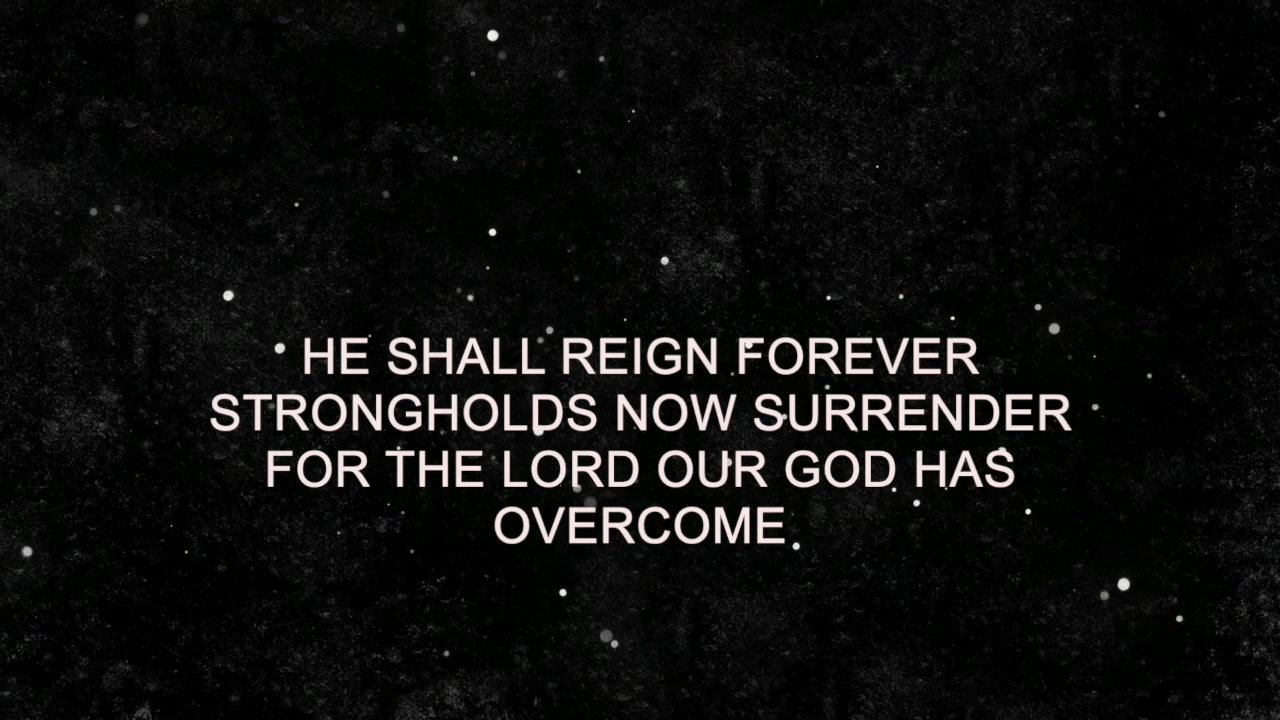 HE SHALL REIGN FOREVER
STRONGHOLDS NOW SURRENDER
FOR THE LORD OUR GOD HAS
OVERCOME